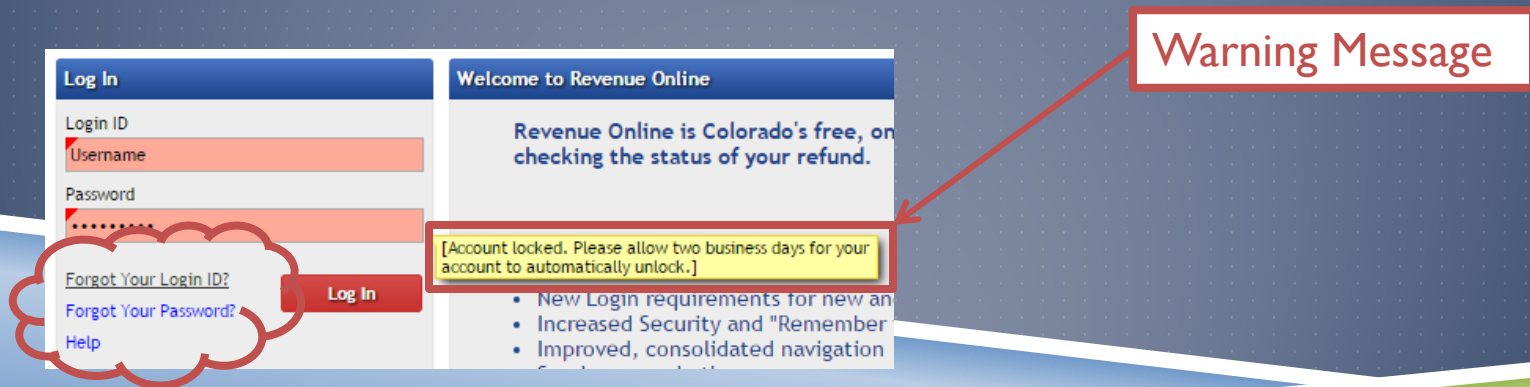 Warning Message
Log In
Login ID
Username
Password
Forgot Your Login ID?
Forgot Your Password?
Help
Log In
Welcome to Revenue Online
Revenue Online is Colorado's free, on
checking the status of your refund.
[Account locked. Please allow two business days for your
account to automatically unlock.]
• New Login requirements for new an
• Increased Security and "Remember
• Improved, consolidated navigation